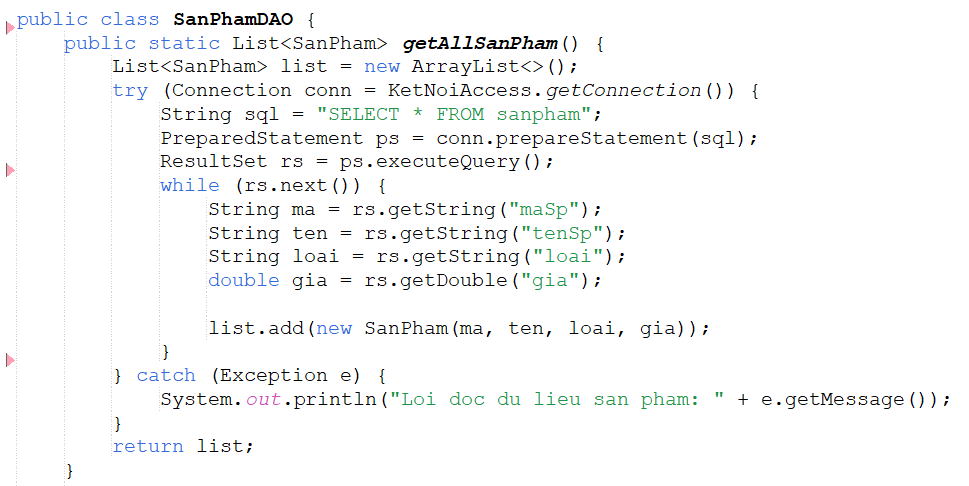 public class SanPhamDAO {
    public static List<SanPham> getAllSanPham() {
        List<SanPham> list = new ArrayList<>();
        try (Connection conn = KetNoiAccess.getConnection()) {
            String sql = "SELECT * FROM sanpham";
            PreparedStatement ps = conn.prepareStatement(sql);
            ResultSet rs = ps.executeQuery();
            while (rs.next()) {
                String ma = rs.getString("maSp");
                String ten = rs.getString("tenSp");
                String loai = rs.getString("loai");
                double gia = rs.getDouble("gia");

                list.add(new SanPham(ma, ten, loai, gia));
            }
        } catch (Exception e) {
            System.out.println("Loi doc du lieu san pham: " + e.getMessage());
        }
        return list;
    }